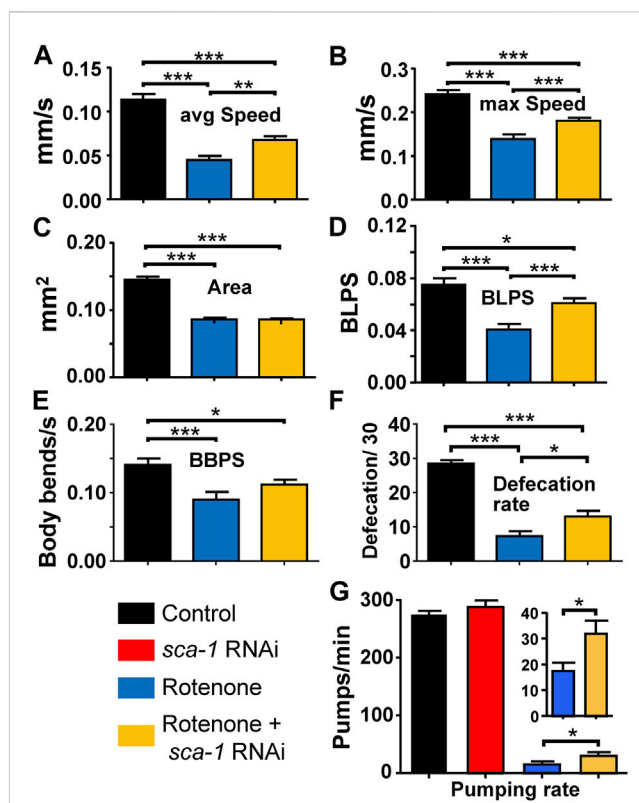 A
***
***
**
avg Speed
mm/s
0.15
0.10
0.05
0.00
B
***
***
***
max Speed
mm/s
0.3
0.2
0.1
0.0
C
***
***
Area
mm2
0.20
0.10
0.00
D
*
***
***
BLPS
BLPS
0.12
0.08
0.04
0.00
E
*
***
BBPS
Body bends/s
0.20
0.10
0.00
F
***
***
*
Defecation
rate
Defecation/ 30
40
30
20
10
0
Control
sca-1 RNAi
Rotenone
Rotenone +
sca-1 RNAi
G
Pumps/min
300
200
100
0
*
40
30
20
10
0
*
Pumping rate